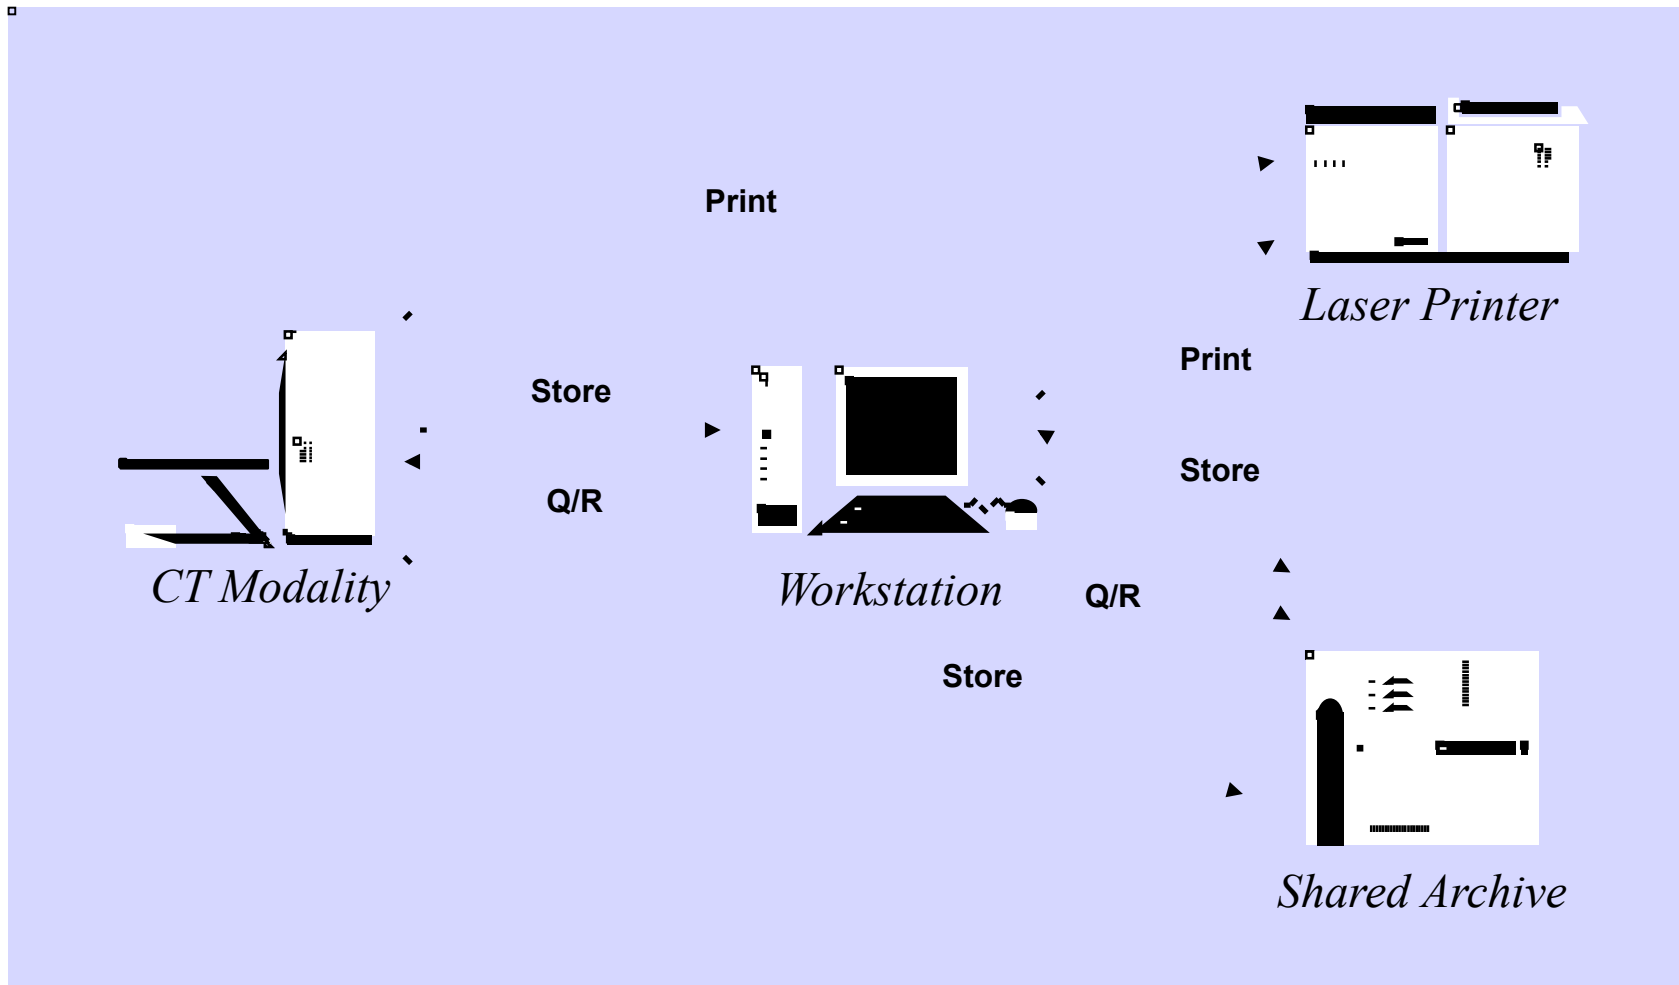 Print
Laser Printer
Print
Store
Store
Q/R
CT Modality
Workstation
Q/R
Store
Shared Archive